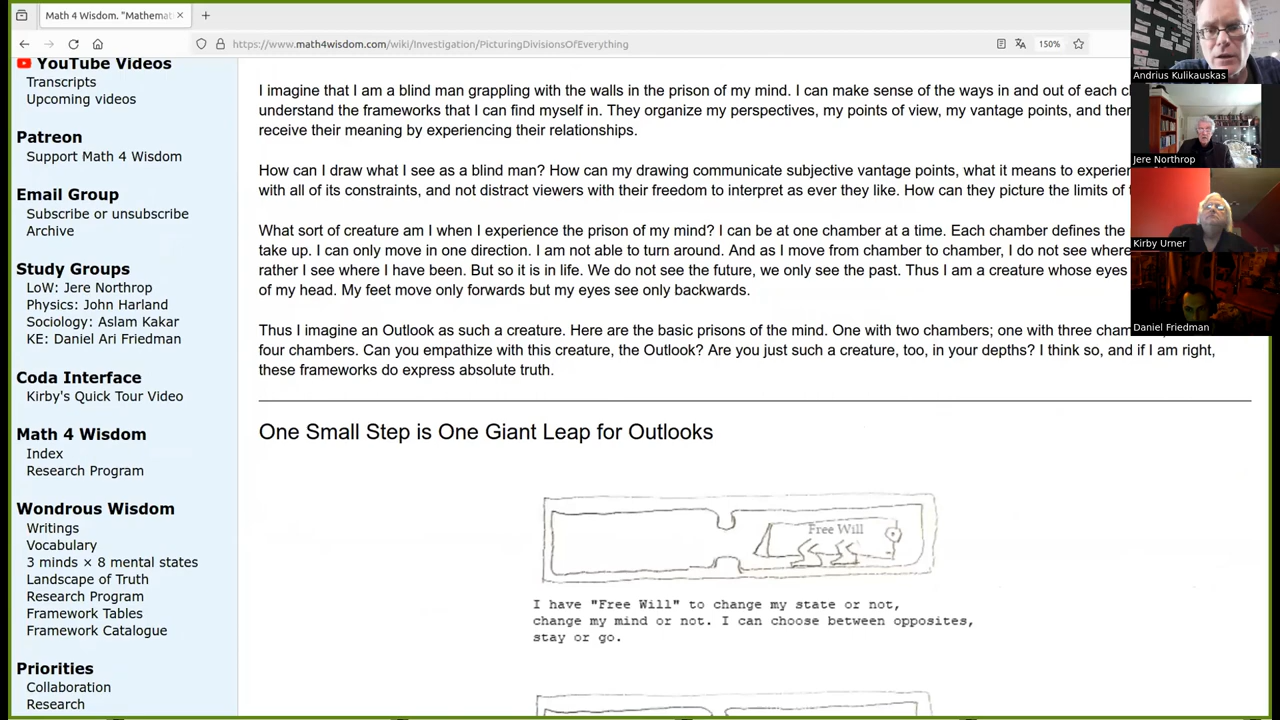 Math 4 Wisdom. "Mathema
https://www.math4wisdom.com/wiki/Investigation/PicturingDivisionsOfEverything
150%
YouTube Videos
Transcripts
Upcoming videos
Patreon
Support Math 4 Wisdom
Email Group
Subscribe or unsubscribe
Archive
Study Groups
LoW: Jere Northrop
Physics: John Harland
Sociology: Aslam Kakar
KE: Daniel Ari Friedman
Coda Interface
Kirby's Quick Tour Video
Math 4 Wisdom
Index
Research Program
Wondrous Wisdom
Writings
Vocabulary
3 minds × 8 mental states
Landscape of Truth
Research Program
Framework Tables
Framework Catalogue
Priorities
Collaboration
Research
I imagine that I am a blind man grappling with the walls in the prison of my mind. I can make sense of the ways in and out of each
understand the frameworks that I can find myself in. They organize my perspectives, my points of view, my vantage points, and
receive their meaning by experiencing their relationships.
How can I draw what I see as a blind man? How can my drawing communicate subjective vantage points, what it means to
with all of its constraints, and not distract viewers with their freedom to interpret as ever they like. How can they picture the limits of
What sort of creature am I when I experience the prison of my mind? I can be at one chamber at a time. Each chamber defines the
take up. I can only move in one direction. I am not able to turn around. And as I move from chamber to chamber, I do not see
rather I see where I have been. But so it is in life. We do not see the future, we only see the past. Thus I am a creature whose eyes
of my head. My feet move only forwards but my eyes see only backwards.
Thus I imagine an Outlook as such a creature. Here are the basic prisons of the mind. One with two chambers; one with three
four chambers. Can you empathize with this creature, the Outlook? Are you just such a creature, too, in your depths? I think so, and if I am right,
these frameworks do express absolute truth.
One Small Step is One Giant Leap for Outlooks
Free Will
I have "Free Will" to change my state or not,
change my mind or not. I can choose between opposites,
stay or go.
Andrius Kulikauskas
Jere Northrop
Kirby Urner
Daniel Friedman